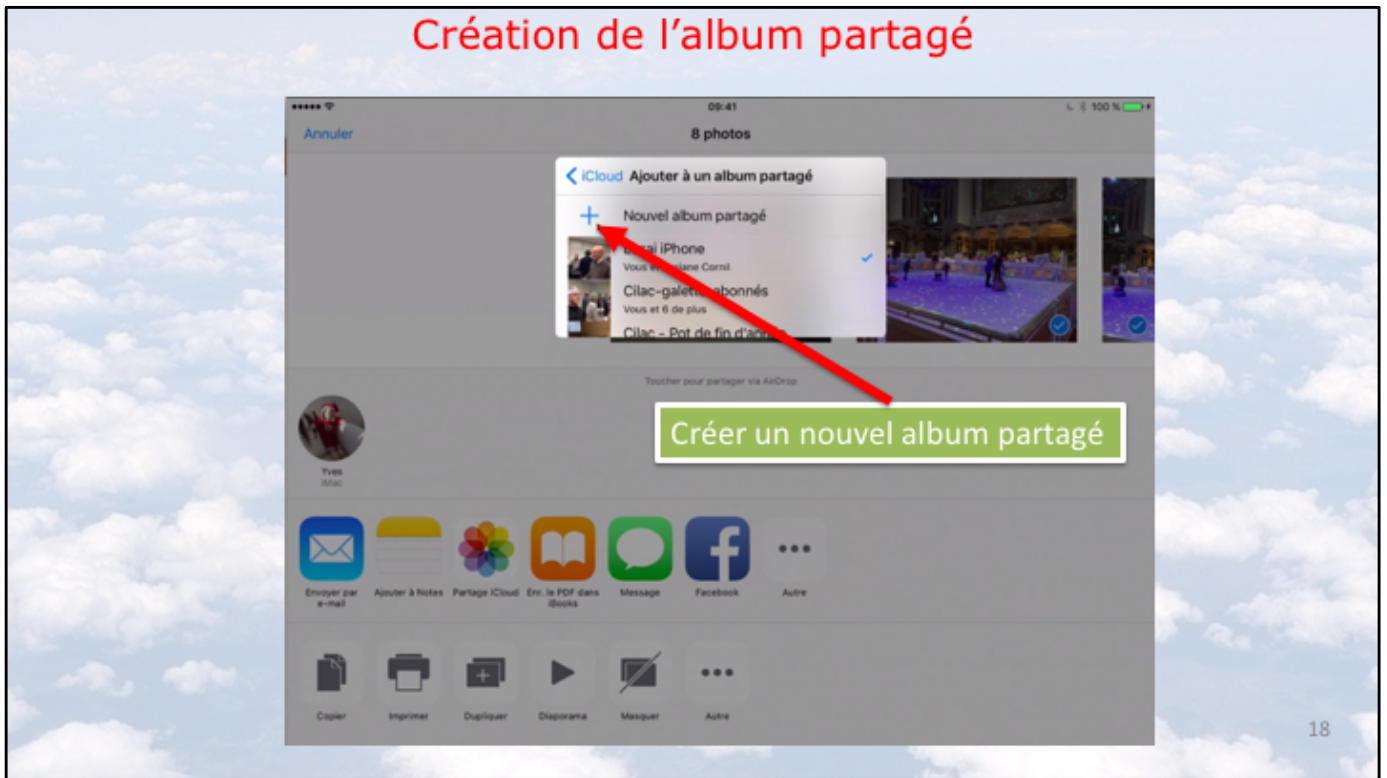 Création de l'album partagé
09:41
100 %
Annuler
8 photos
iCloud Ajouter à un album partagé
Nouvel album partagé
iPhone
Vous et Cornil
Cilac-galette abonnés
Vous et 6 de plus
Cilac - Pot de fin
Toucher pour partager via AirDrop
Créer un nouvel album partagé
Yves
iMac
Envoyer par
e-mail
Ajouter à Notes
Partage iCloud
Enr. le PDF dans
iBooks
Message
Facebook
Autre
Copier
Imprimer
Dupliquer
Diaporama
Masquer
Autre
18